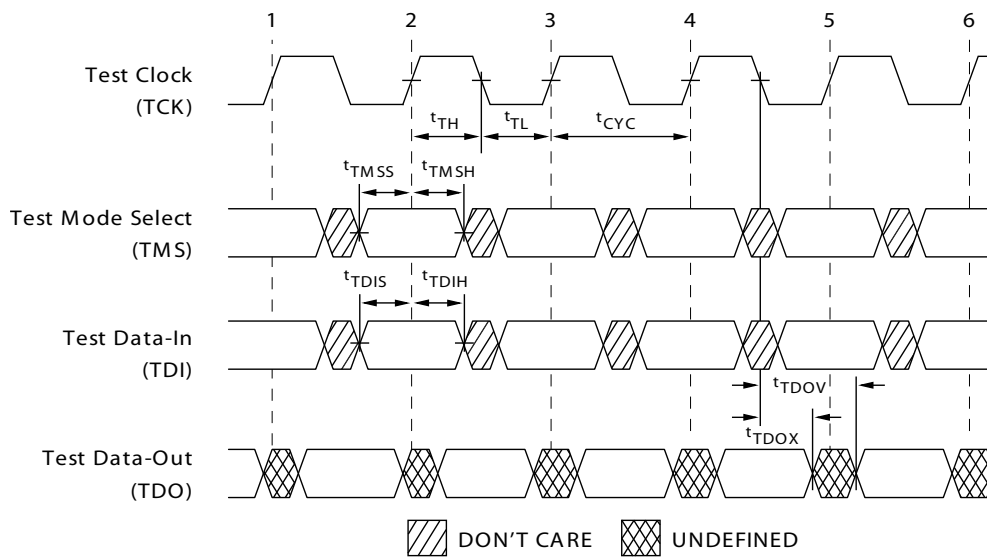 1 2 3 4 5 6
Test Clock
(TCK)
tTH tTL tCYC
tTMSS tTMSH
Test Mode Select
(TMS)
tTDIS tTDIH
Test Data-In
(TDI)
tTDOV
tTDOX
Test Data-Out
(TDO)
DON'T CARE UNDEFINED